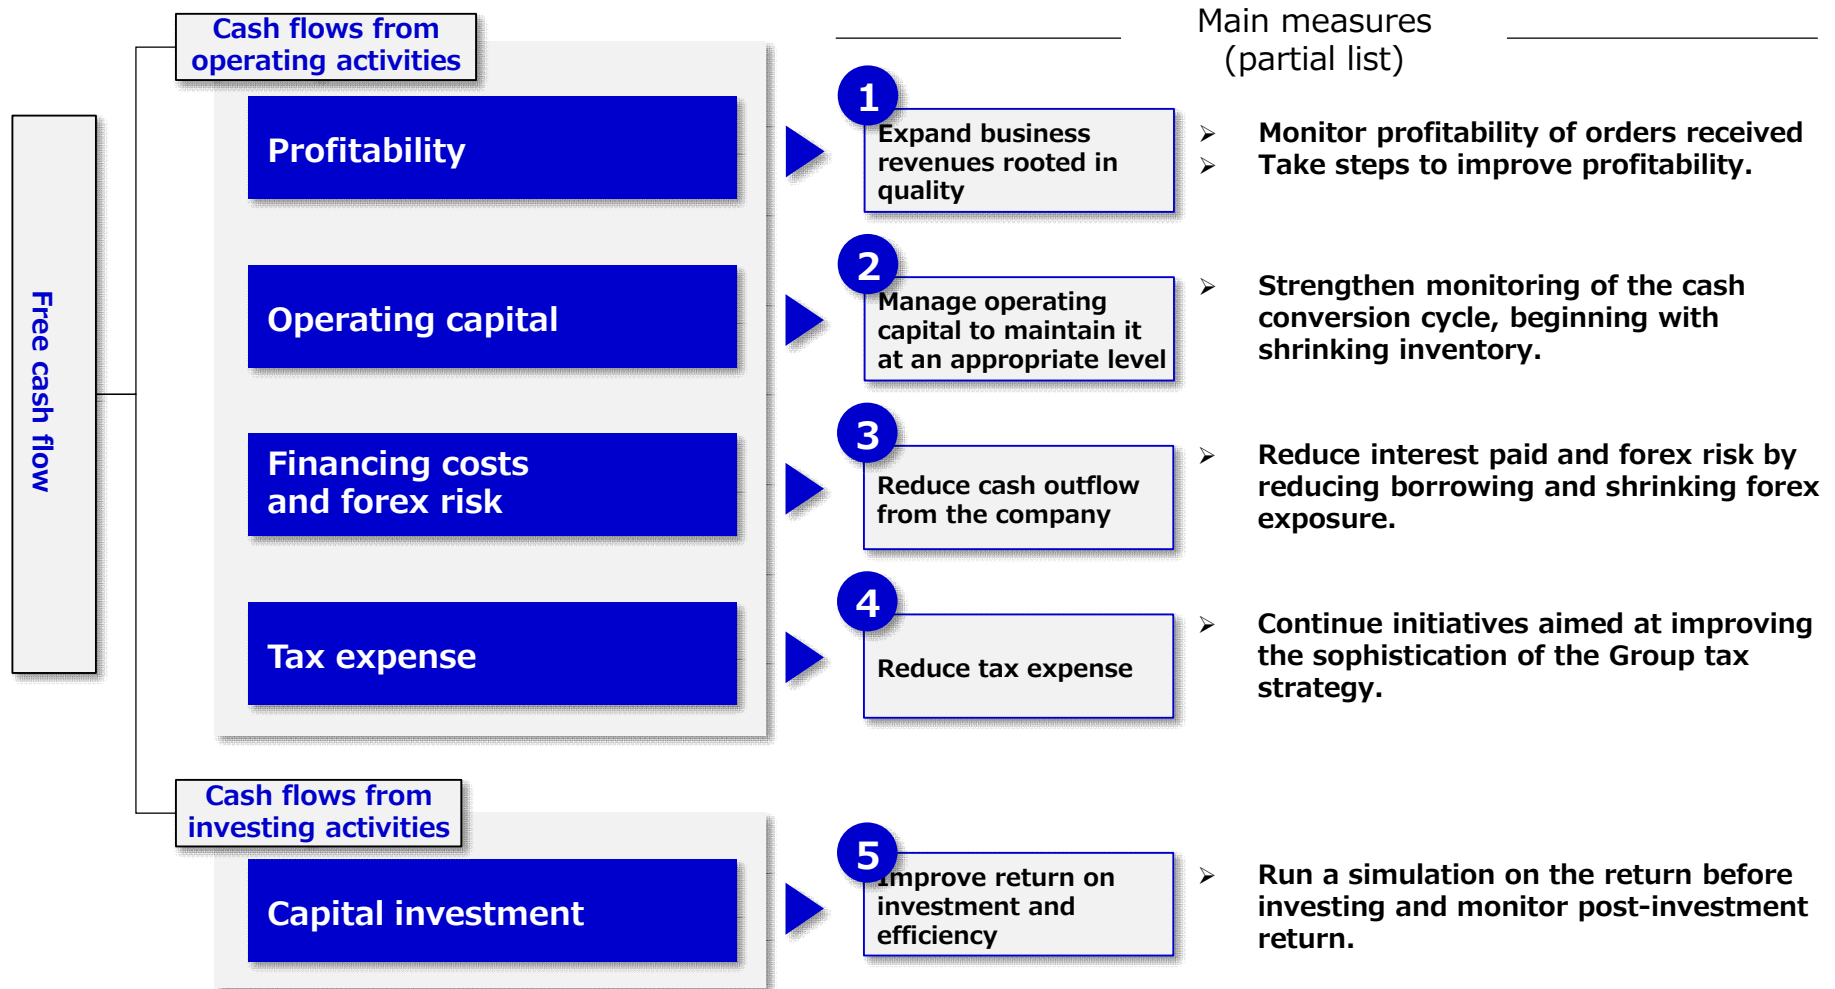 Cash flows from
operating activities
Main measures
(partial list)
Free cash flow
Profitability
1
Expand business
revenues rooted in
quality
➢ Monitor profitability of orders received
➢ Take steps to improve profitability.
Operating capital
2
Manage operating
capital to maintain it
at an appropriate level
➢ Strengthen monitoring of the cash
conversion cycle, beginning with
shrinking inventory.
Financing costs
and forex risk
3
Reduce cash outflow
from the company
➢ Reduce interest paid and forex risk by
reducing borrowing and shrinking forex
exposure.
Tax expense
4
Reduce tax expense
➢ Continue initiatives aimed at improving
the sophistication of the Group tax
strategy.
Cash flows from
investing activities
Capital investment
5
Improve return on
investment and
efficiency
➢ Run a simulation on the return before
investing and monitor post-investment
return.